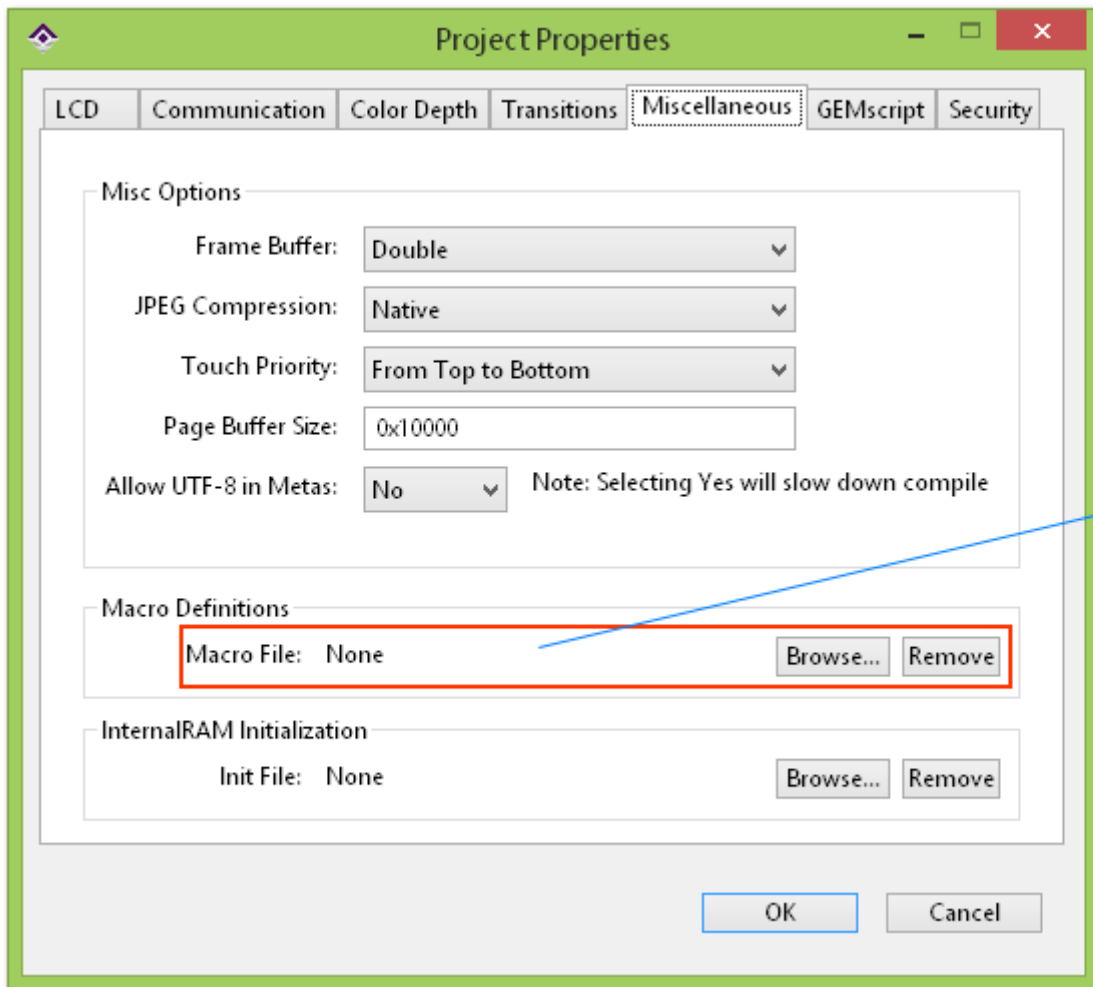 Project Properties
LCD Communication Color Depth Transitions Miscellaneous GEMscript Security
Misc Options
Frame Buffer: Double
JPEG Compression: Native
Touch Priority: From Top to Bottom
Page Buffer Size: 0x10000
Allow UTF-8 in Metas: No Note: Selecting Yes will slow down compile
Macro Definitions
Macro File: None Browse... Remove
InternalRAM Initialization
Init File: None Browse... Remove
OK Cancel